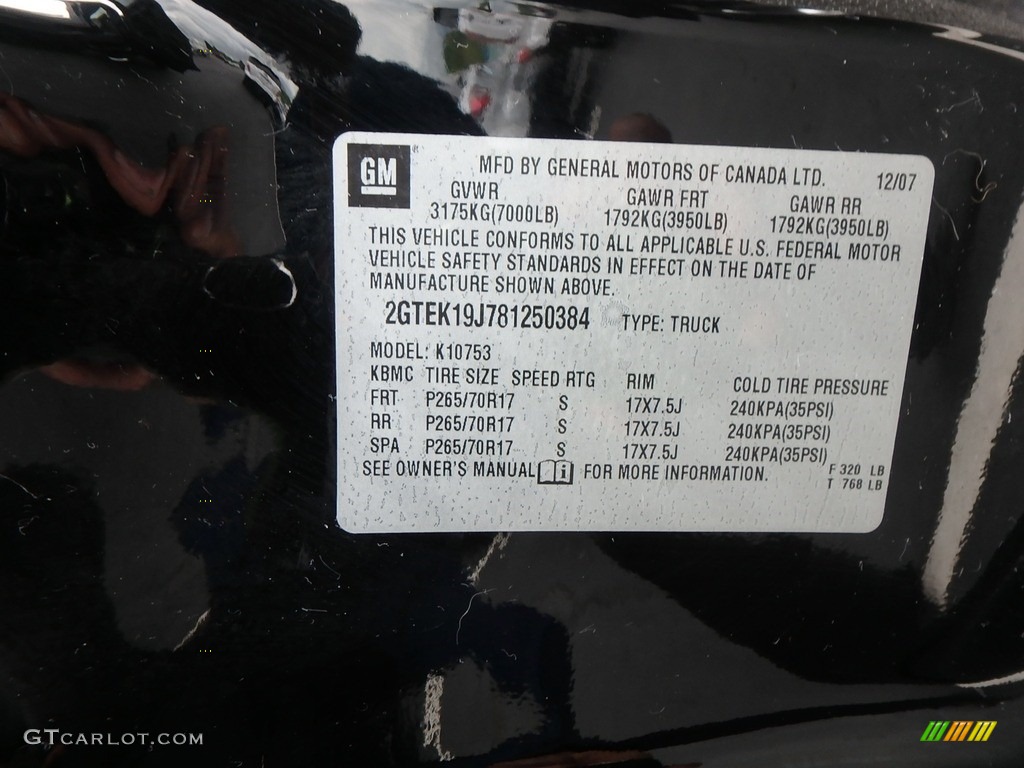 GM
MFD BY GENERAL MOTORS OF CANADA LTD. 12/07
GVWR GAWR FRT GAWR RR
3175KG(7000LB) 1792KG(3950LB) 1792KG(3950LB)
THIS VEHICLE CONFORMS TO ALL APPLICABLE U.S. FEDERAL MOTOR
VEHICLE SAFETY STANDARDS IN EFFECT ON THE DATE OF
MANUFACTURE SHOWN ABOVE.
2GTEK19J781250384 TYPE: TRUCK
MODEL: K10753
KBMC TIRE SIZE SPEED RTG RIM COLD TIRE PRESSURE
FRT P265/70R17 S 17X7.5J 240KPA(35PSI)
RR P265/70R17 S 17X7.5J 240KPA(35PSI)
SPA P265/70R17 S 17X7.5J 240KPA(35PSI)
SEE OWNER'S MANUAL FOR MORE INFORMATION. F 320 LB
T 768 LB
GTcarlot.com